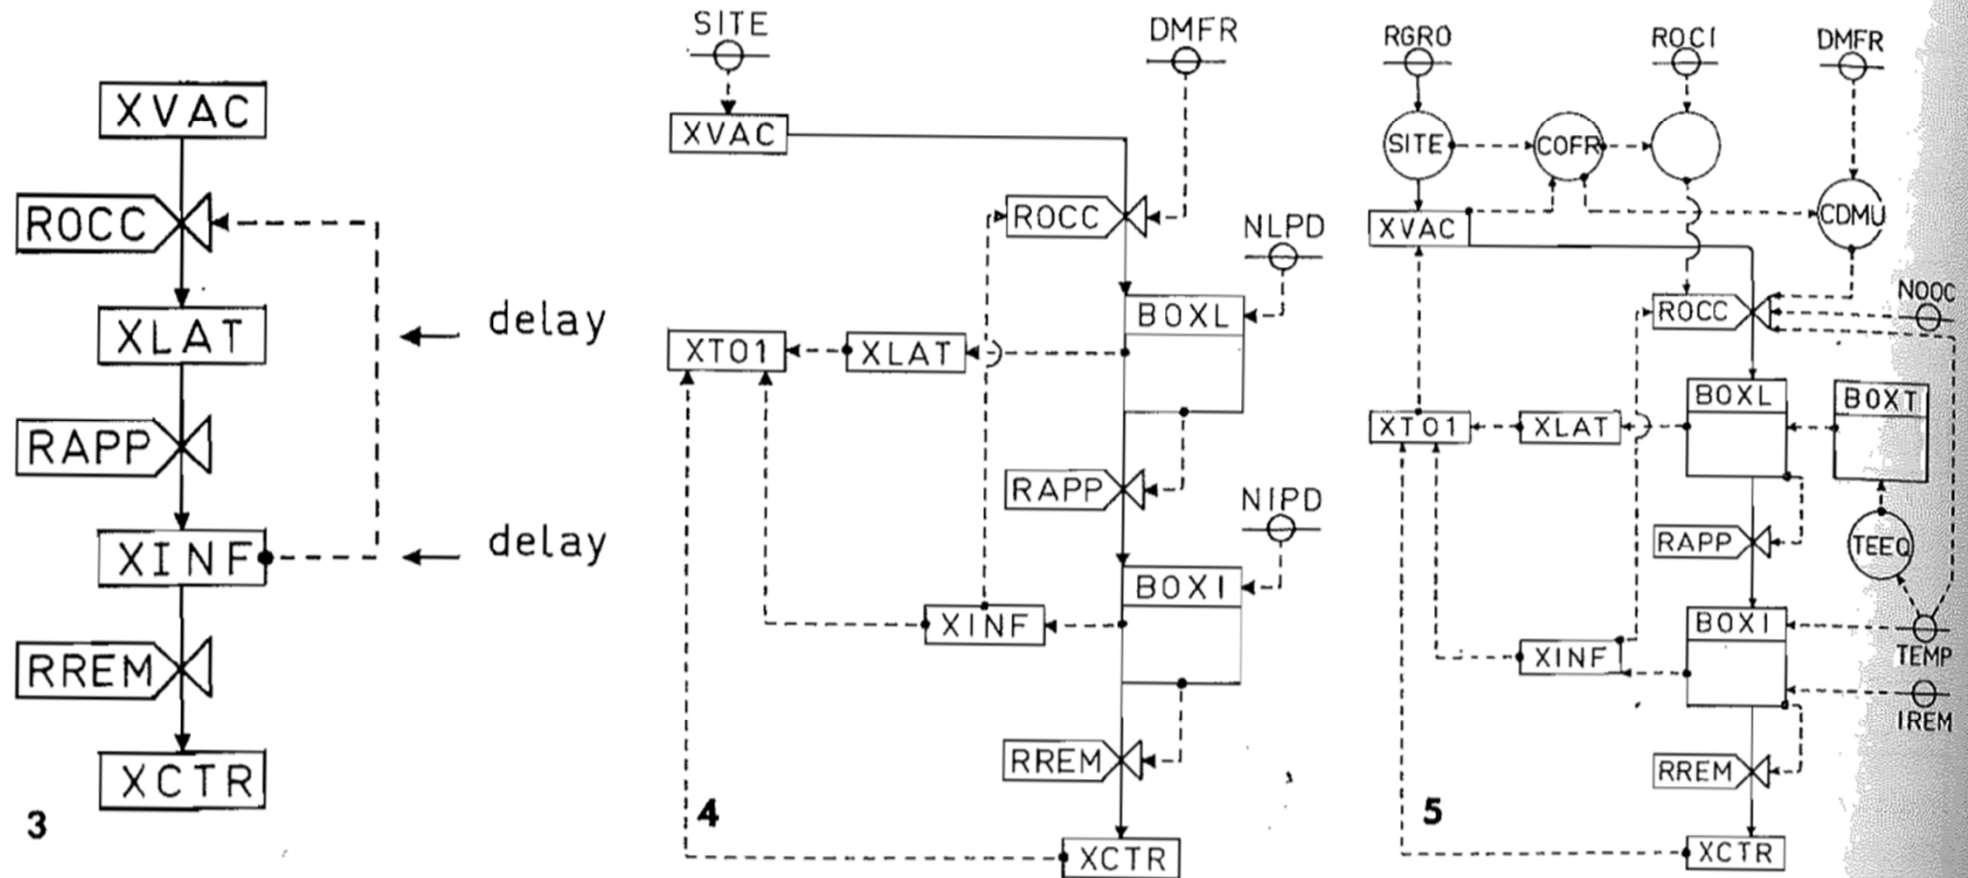 XVAC
ROCC
XLAT
delay
RAPP
XINF
delay
RREM
XCTR
3
SITE
DMFR
XVAC
ROCC
NLPD
BOXL
XTO1
XLAT
RAPP
NIPD
BOXI
XINF
RREM
4
XCTR
RGRO
ROCI
DMFR
SITE
COFR
CDMU
XVAC
NOOC
ROCC
BOXL
BOXT
XTO1
XLAT
RAPP
TEEQ
BOXI
XINF
TEMP
IREM
RREM
5
XCTR